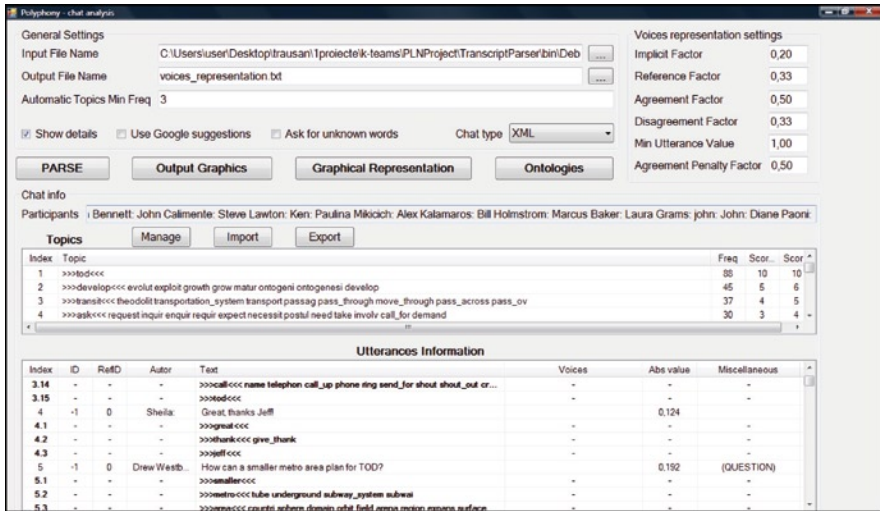 Polyphony - chat analysis
General Settings
Input File Name C:\Users\user\Desktop\trausan\1proiecte\k-teams\PLNProject\TranscriptParser\bin\Deb ...
Output File Name voices_representation.txt ...
Automatic Topics Min Freq 3
Show details Use Google suggestions Ask for unknown words Chat type XML
Voices representation settings
Implicit Factor 0,20
Reference Factor 0,33
Agreement Factor 0,50
Disagreement Factor 0,33
Min Utterance Value 1,00
Agreement Penalty Factor 0,50
PARSE Output Graphics Graphical Representation Ontologies
Chat info
Participants Bennett: John Calimente: Steve Lawton: Ken: Paulina Mikicich: Alex Kalamaros: Bill Holmstrom: Marcus Baker: Laura Grams: john: John: Diane Paoni:
Topics Manage Import Export
Index Topic Freq Scor... Scor
1 >>>tod<<< 88 10 10
2 >>>develop<<< evolut exploit growth grow matur ontogeni ontogenesi develop 45 5 6
3 >>>transit<<< theodolit transportation_system transport passag pass_through move_through pass_across pass_ov 37 4 5
4 >>>ask<<< request inquir enquir requir expect necessit postul need take involv call_for demand 30 3 4
Utterances Information
Index ID RefID Autor Text Voices Abs value Miscellaneous
3.14 - - - >>>call<<< name telephon call_up phone ring send_for shout shout_out cr... - - -
3.15 - - - >>>tod<<< - - -
4 -1 0 Sheila: Great, thanks Jeff! 0,124
4.1 - - - >>>great<<< - - -
4.2 - - - >>>thank<<< give_thank - - -
4.3 - - - >>>jeff<<< - - -
5 -1 0 Drew Westb... How can a smaller metro area plan for TOD? 0,192 (QUESTION)
5.1 - - - >>>smaller<<< - - -
5.2 - - - >>>metro<<< tube underground subway_system subwai - - -
5.3 - - - >>>area<<< countri sphere domain orbit field arena region expans surface - - -